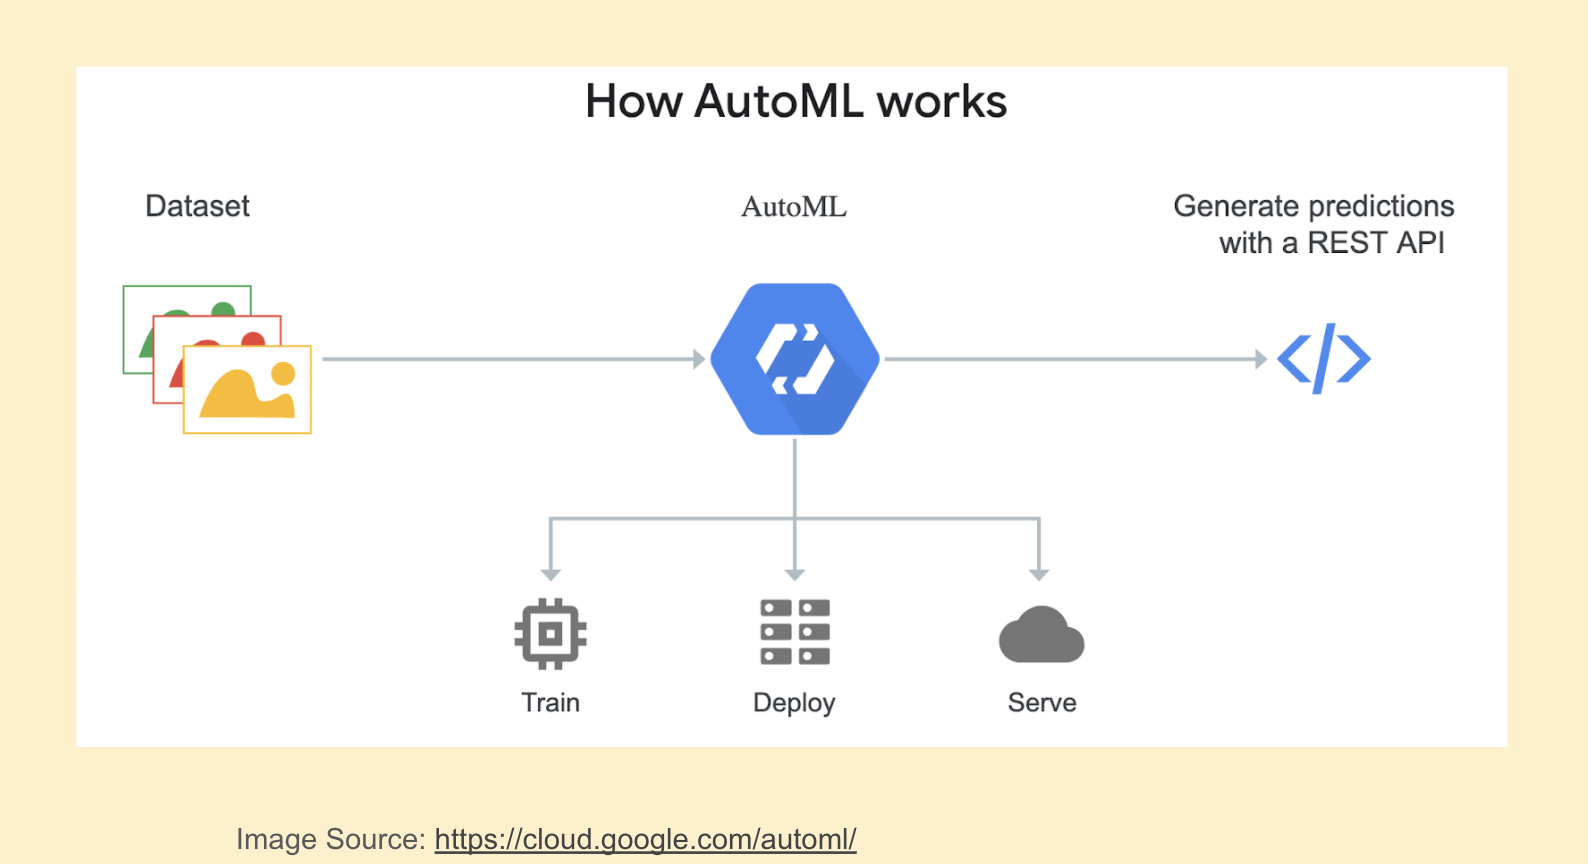 How AutoML works
Dataset
AutoML
Generate predictions
with a REST API
Train
Deploy
Serve
Image Source: https://cloud.google.com/automl/